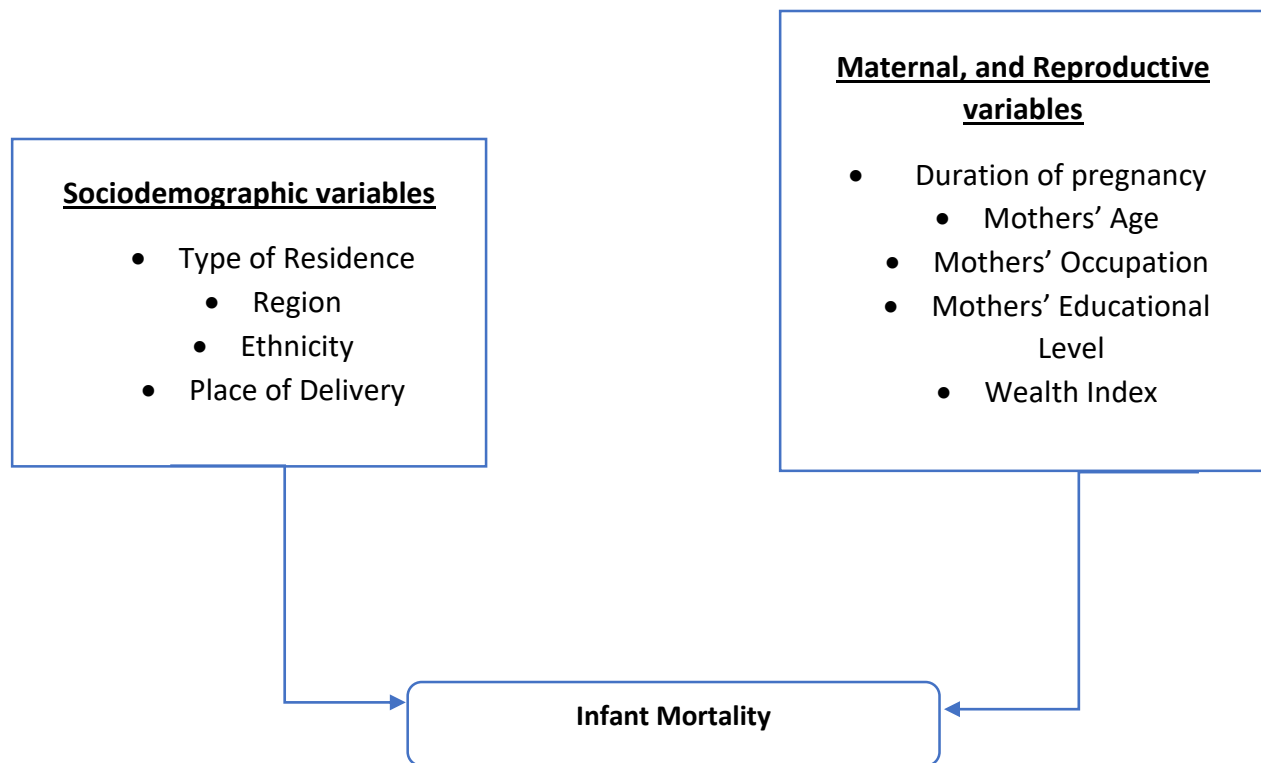 Sociodemographic variables
● Type of Residence
● Region
● Ethnicity
● Place of Delivery
Maternal, and Reproductive
variables
● Duration of pregnancy
● Mothers’ Age
● Mothers’ Occupation
● Mothers’ Educational
Level
● Wealth Index
Infant Mortality